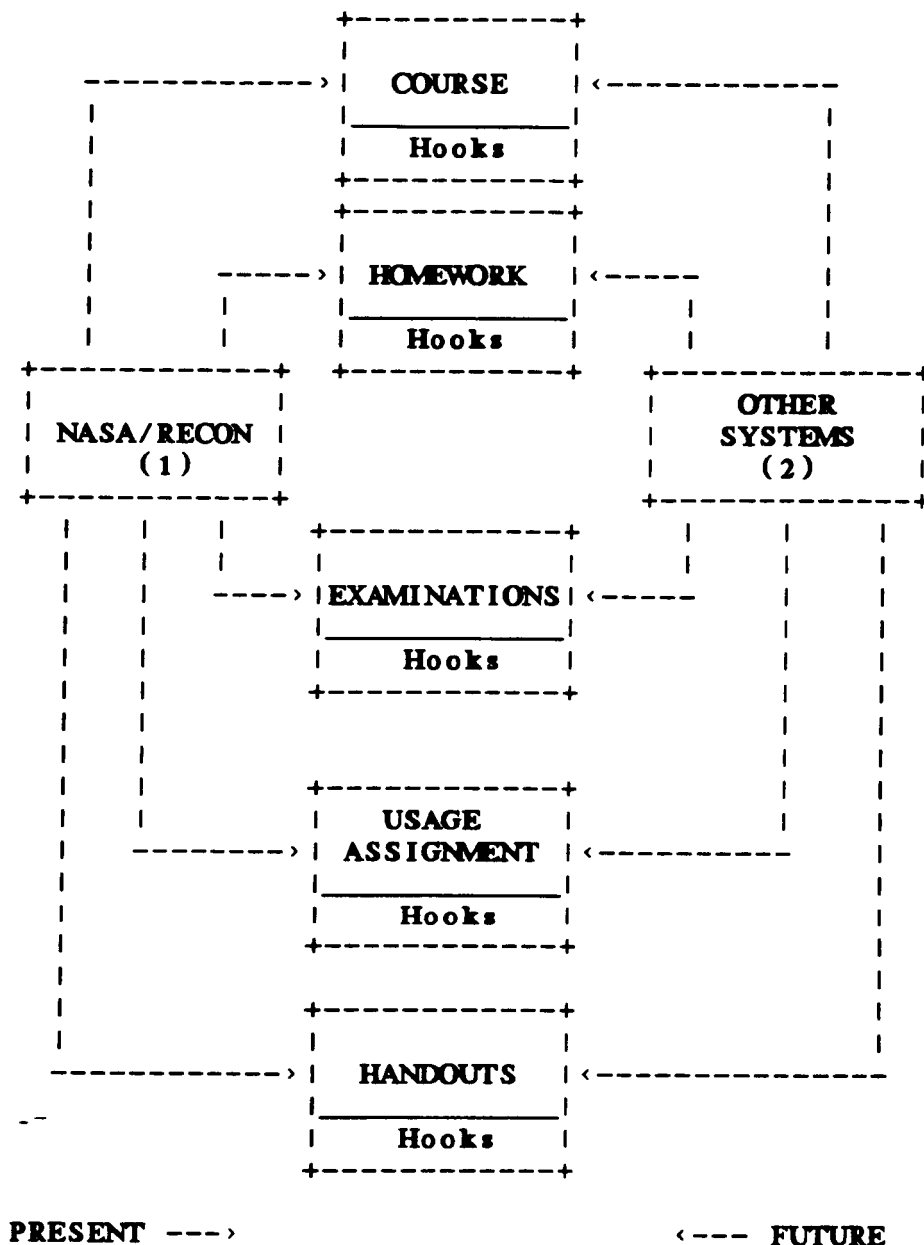 COURSE
Hooks
HOMEWORK
Hooks
NASA/RECON
(1)
OTHER
SYSTEMS
(2)
EXAMINATIONS
Hooks
USAGE
ASSIGNMENT
Hooks
HANDOUTS
Hooks
PRESENT ---> <--- FUTURE